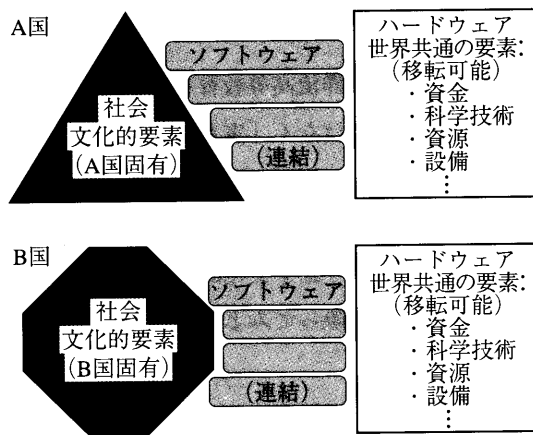 A国
社会
文化的要素
(A国固有)
ソフトウェア
(連結)
ハードウェア
世界共通の要素:
(移転可能)
・資金
・科学技術
・資源
・設備
⋮
B国
社会
文化的要素
(B国固有)
ソフトウェア
(連結)
ハードウェア
世界共通の要素:
(移転可能)
・資金
・科学技術
・資源
・設備
⋮